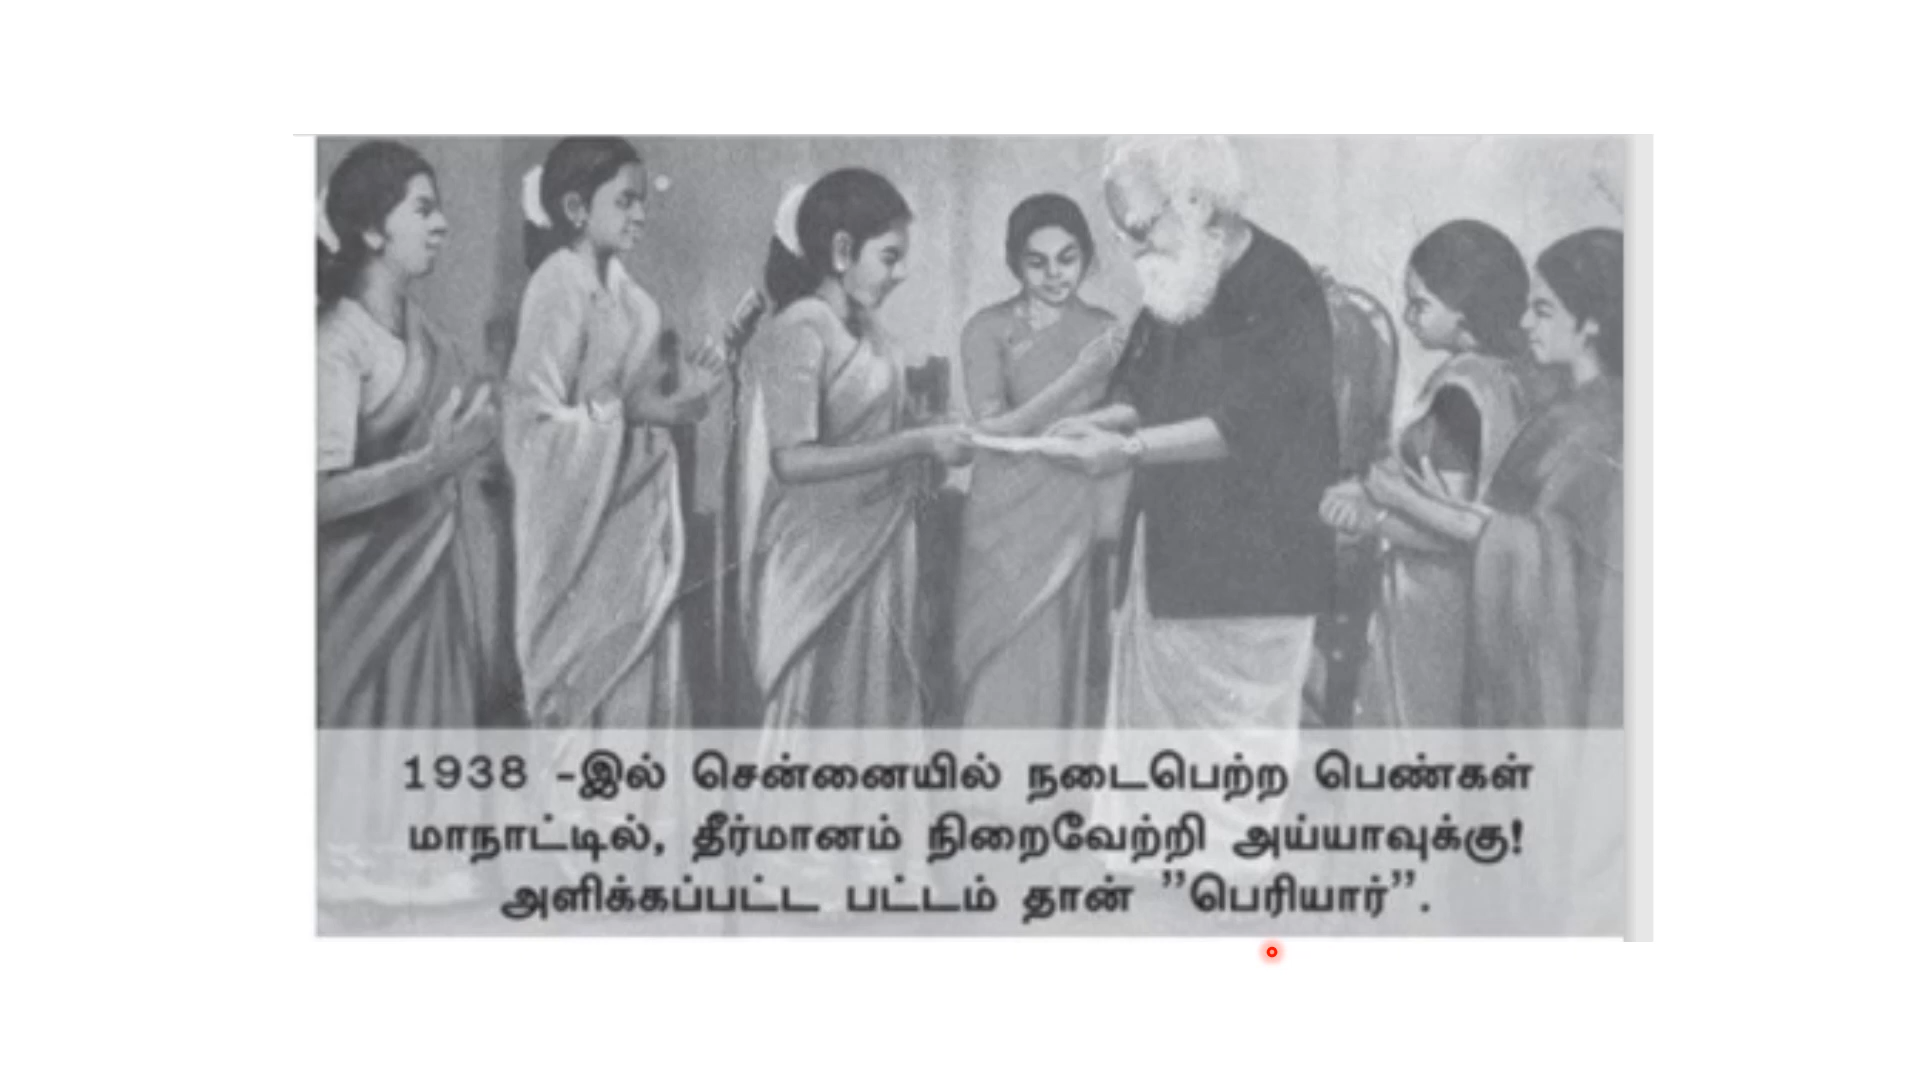 1938 -இல் சென்னையில் நடைபெற்ற பெண்கள்
மாநாட்டில், தீர்மானம் நிறைவேற்றி அய்யாவுக்கு!
அளிக்கப்பட்ட பட்டம் தான் ”பெரியார்”.